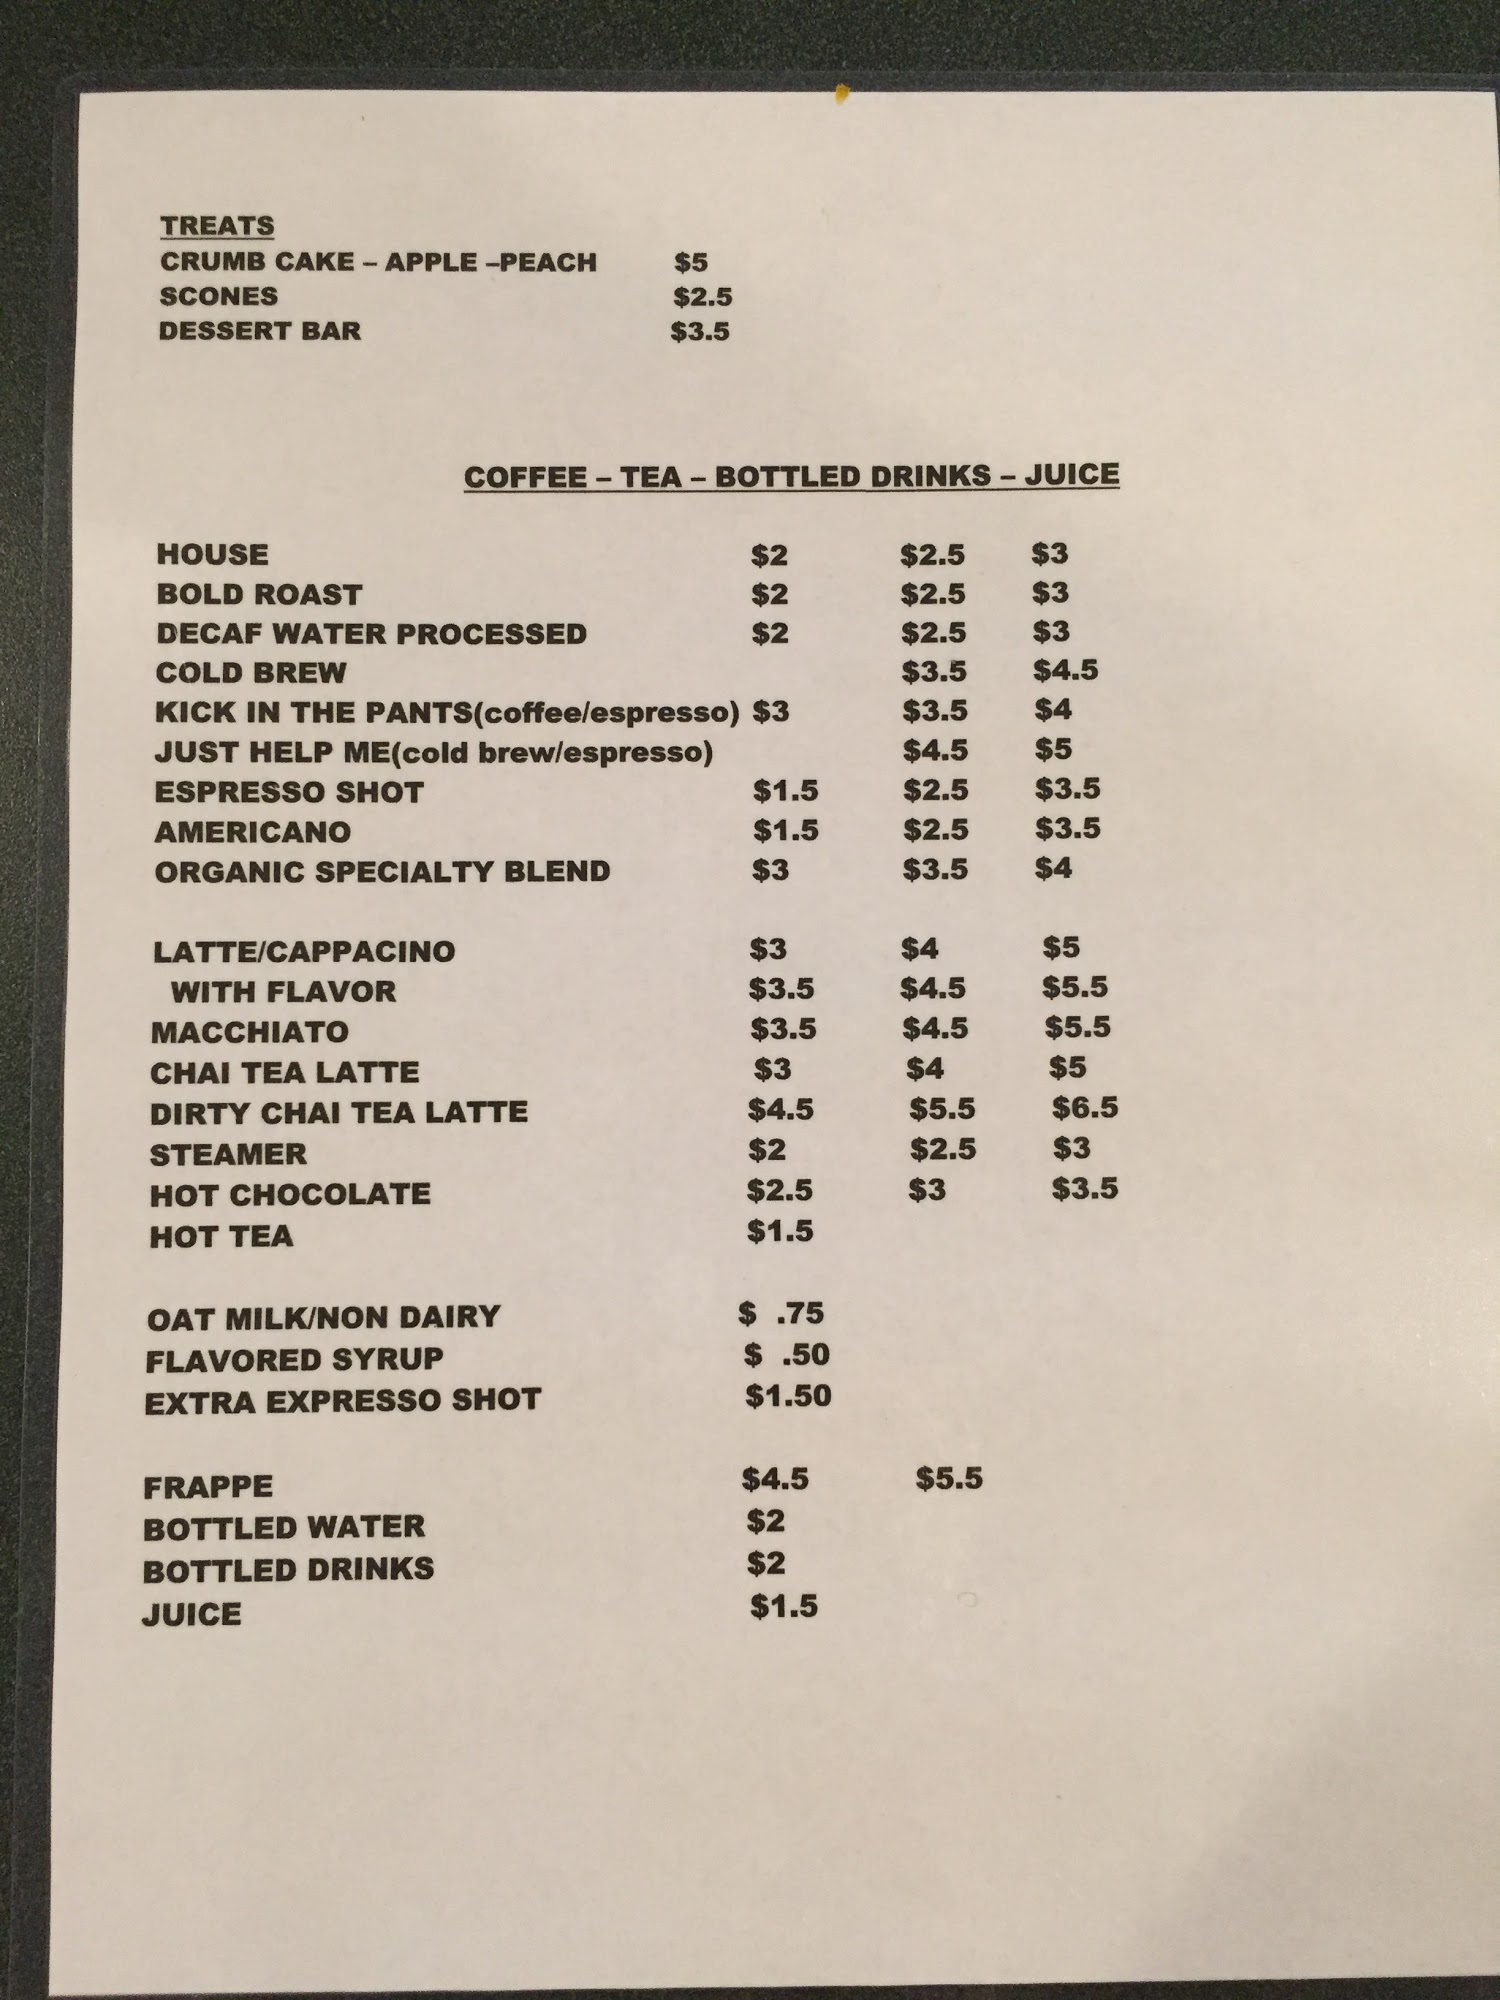 TREATS
CRUMB CAKE – APPLE –PEACH $5
SCONES $2.5
DESSERT BAR $3.5
COFFEE – TEA – BOTTLED DRINKS – JUICE
HOUSE $2 $2.5 $3
BOLD ROAST $2 $2.5 $3
DECAF WATER PROCESSED $2 $2.5 $3
COLD BREW $3.5 $4.5
KICK IN THE PANTS(coffee/espresso) $3 $3.5 $4
JUST HELP ME(cold brew/espresso) $4.5 $5
ESPRESSO SHOT $1.5 $2.5 $3.5
AMERICANO $1.5 $2.5 $3.5
ORGANIC SPECIALTY BLEND $3 $3.5 $4
LATTE/CAPPACINO $3 $4 $5
WITH FLAVOR $3.5 $4.5 $5.5
MACCHIATO $3.5 $4.5 $5.5
CHAI TEA LATTE $3 $4 $5
DIRTY CHAI TEA LATTE $4.5 $5.5 $6.5
STEAMER $2 $2.5 $3
HOT CHOCOLATE $2.5 $3 $3.5
HOT TEA $1.5
OAT MILK/NON DAIRY $ .75
FLAVORED SYRUP $ .50
EXTRA EXPRESSO SHOT $1.50
FRAPPE $4.5 $5.5
BOTTLED WATER $2
BOTTLED DRINKS $2
JUICE $1.5